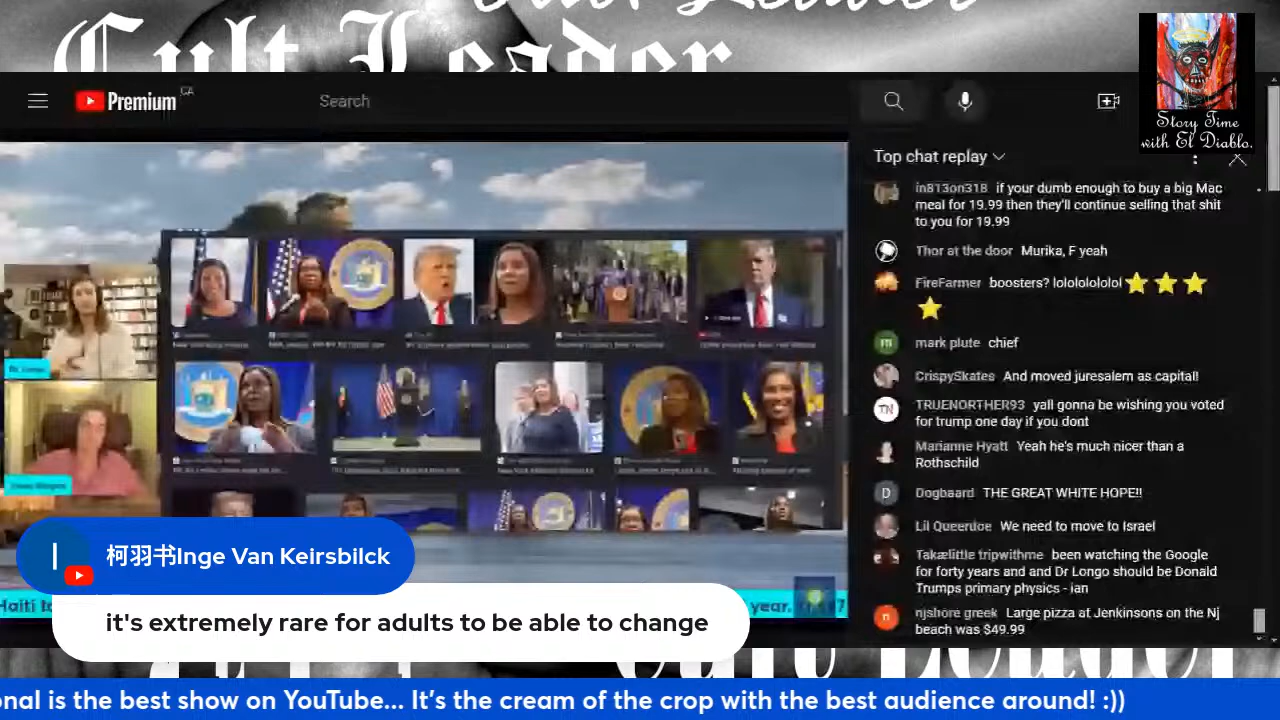 Cult Leader
Premium
CA
Search
Story Time
with El Diablo.
Top chat replay
in813on318 if your dumb enough to buy a big Mac
meal for 19.99 then they'll continue selling that shit
to you for 19.99
Thor at the door Murika, F yeah
FireFarmer boosters? lolololololol
m mark plute chief
CrispySkates And moved juresalem as capital!
TN TRUENORTHER93 yall gonna be wishing you voted
for trump one day if you dont
Marianne Hyatt Yeah he's much nicer than a
Rothschild
D Dogbaard THE GREAT WHITE HOPE!!
Lil Queerdoe We need to move to Israel
Takælittle tripwithme been watching the Google
for forty years and and Dr Longo should be Donald
Trumps primary physics - ian
n njshore greek Large pizza at Jenkinsons on the Nj
beach was $49.99
I 柯羽书Inge Van Keirsbilck
Haiti
year.
it's extremely rare for adults to be able to change
onal is the best show on YouTube... It's the cream of the crop with the best audience around! :))